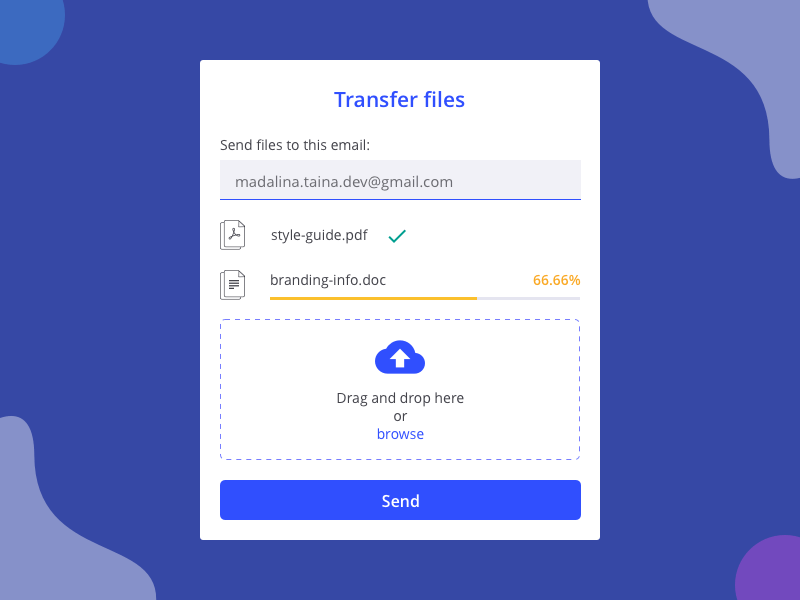 Transfer files
Send files to this email:
madalina.taina.dev@gmail.com
style-guide.pdf
branding-info.doc 66.66%
Drag and drop here
or
browse
Send